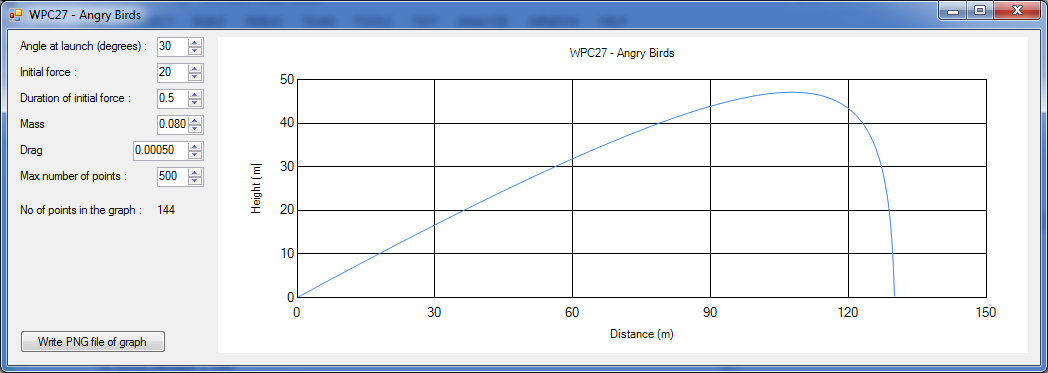 WPC27 - Angry Birds
Angle at launch (degrees) : 30
Initial force : 20
Duration of initial force : 0.5
Mass 0.080
Drag 0.00050
Max number of points : 500
No of points in the graph : 144
Write PNG file of graph
WPC27 - Angry Birds
Height (m)
50
40
30
20
10
0
0 30 60 90 120 150
Distance (m)